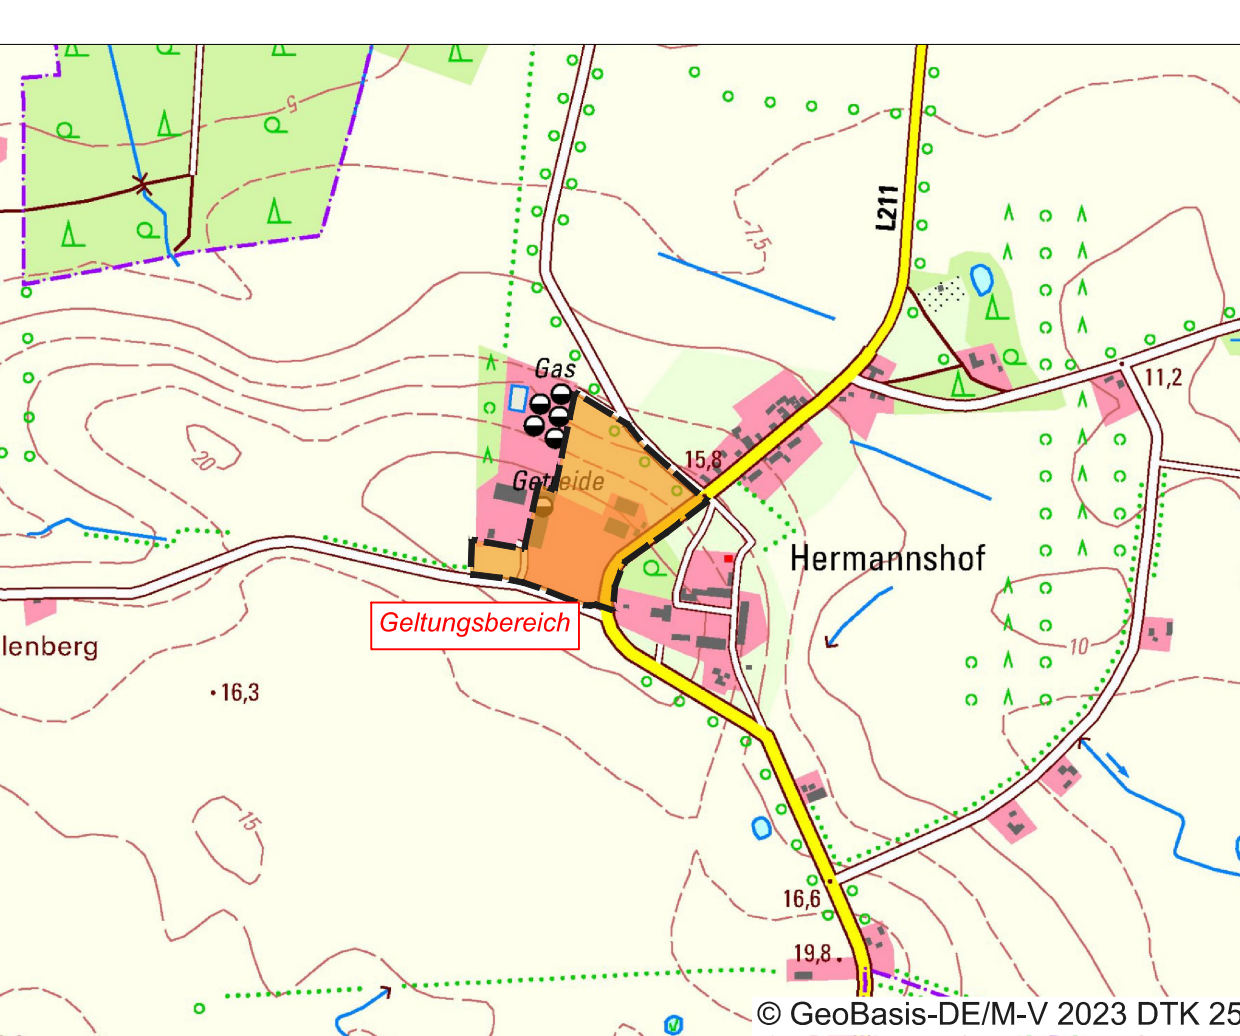 5
7,5
L211
Gas
11,2
20
15,8
Getreide
Hermannshof
Geltungsbereich
lenberg
10
16,3
15
16,6
19,8
© GeoBasis-DE/M-V 2023 DTK 25